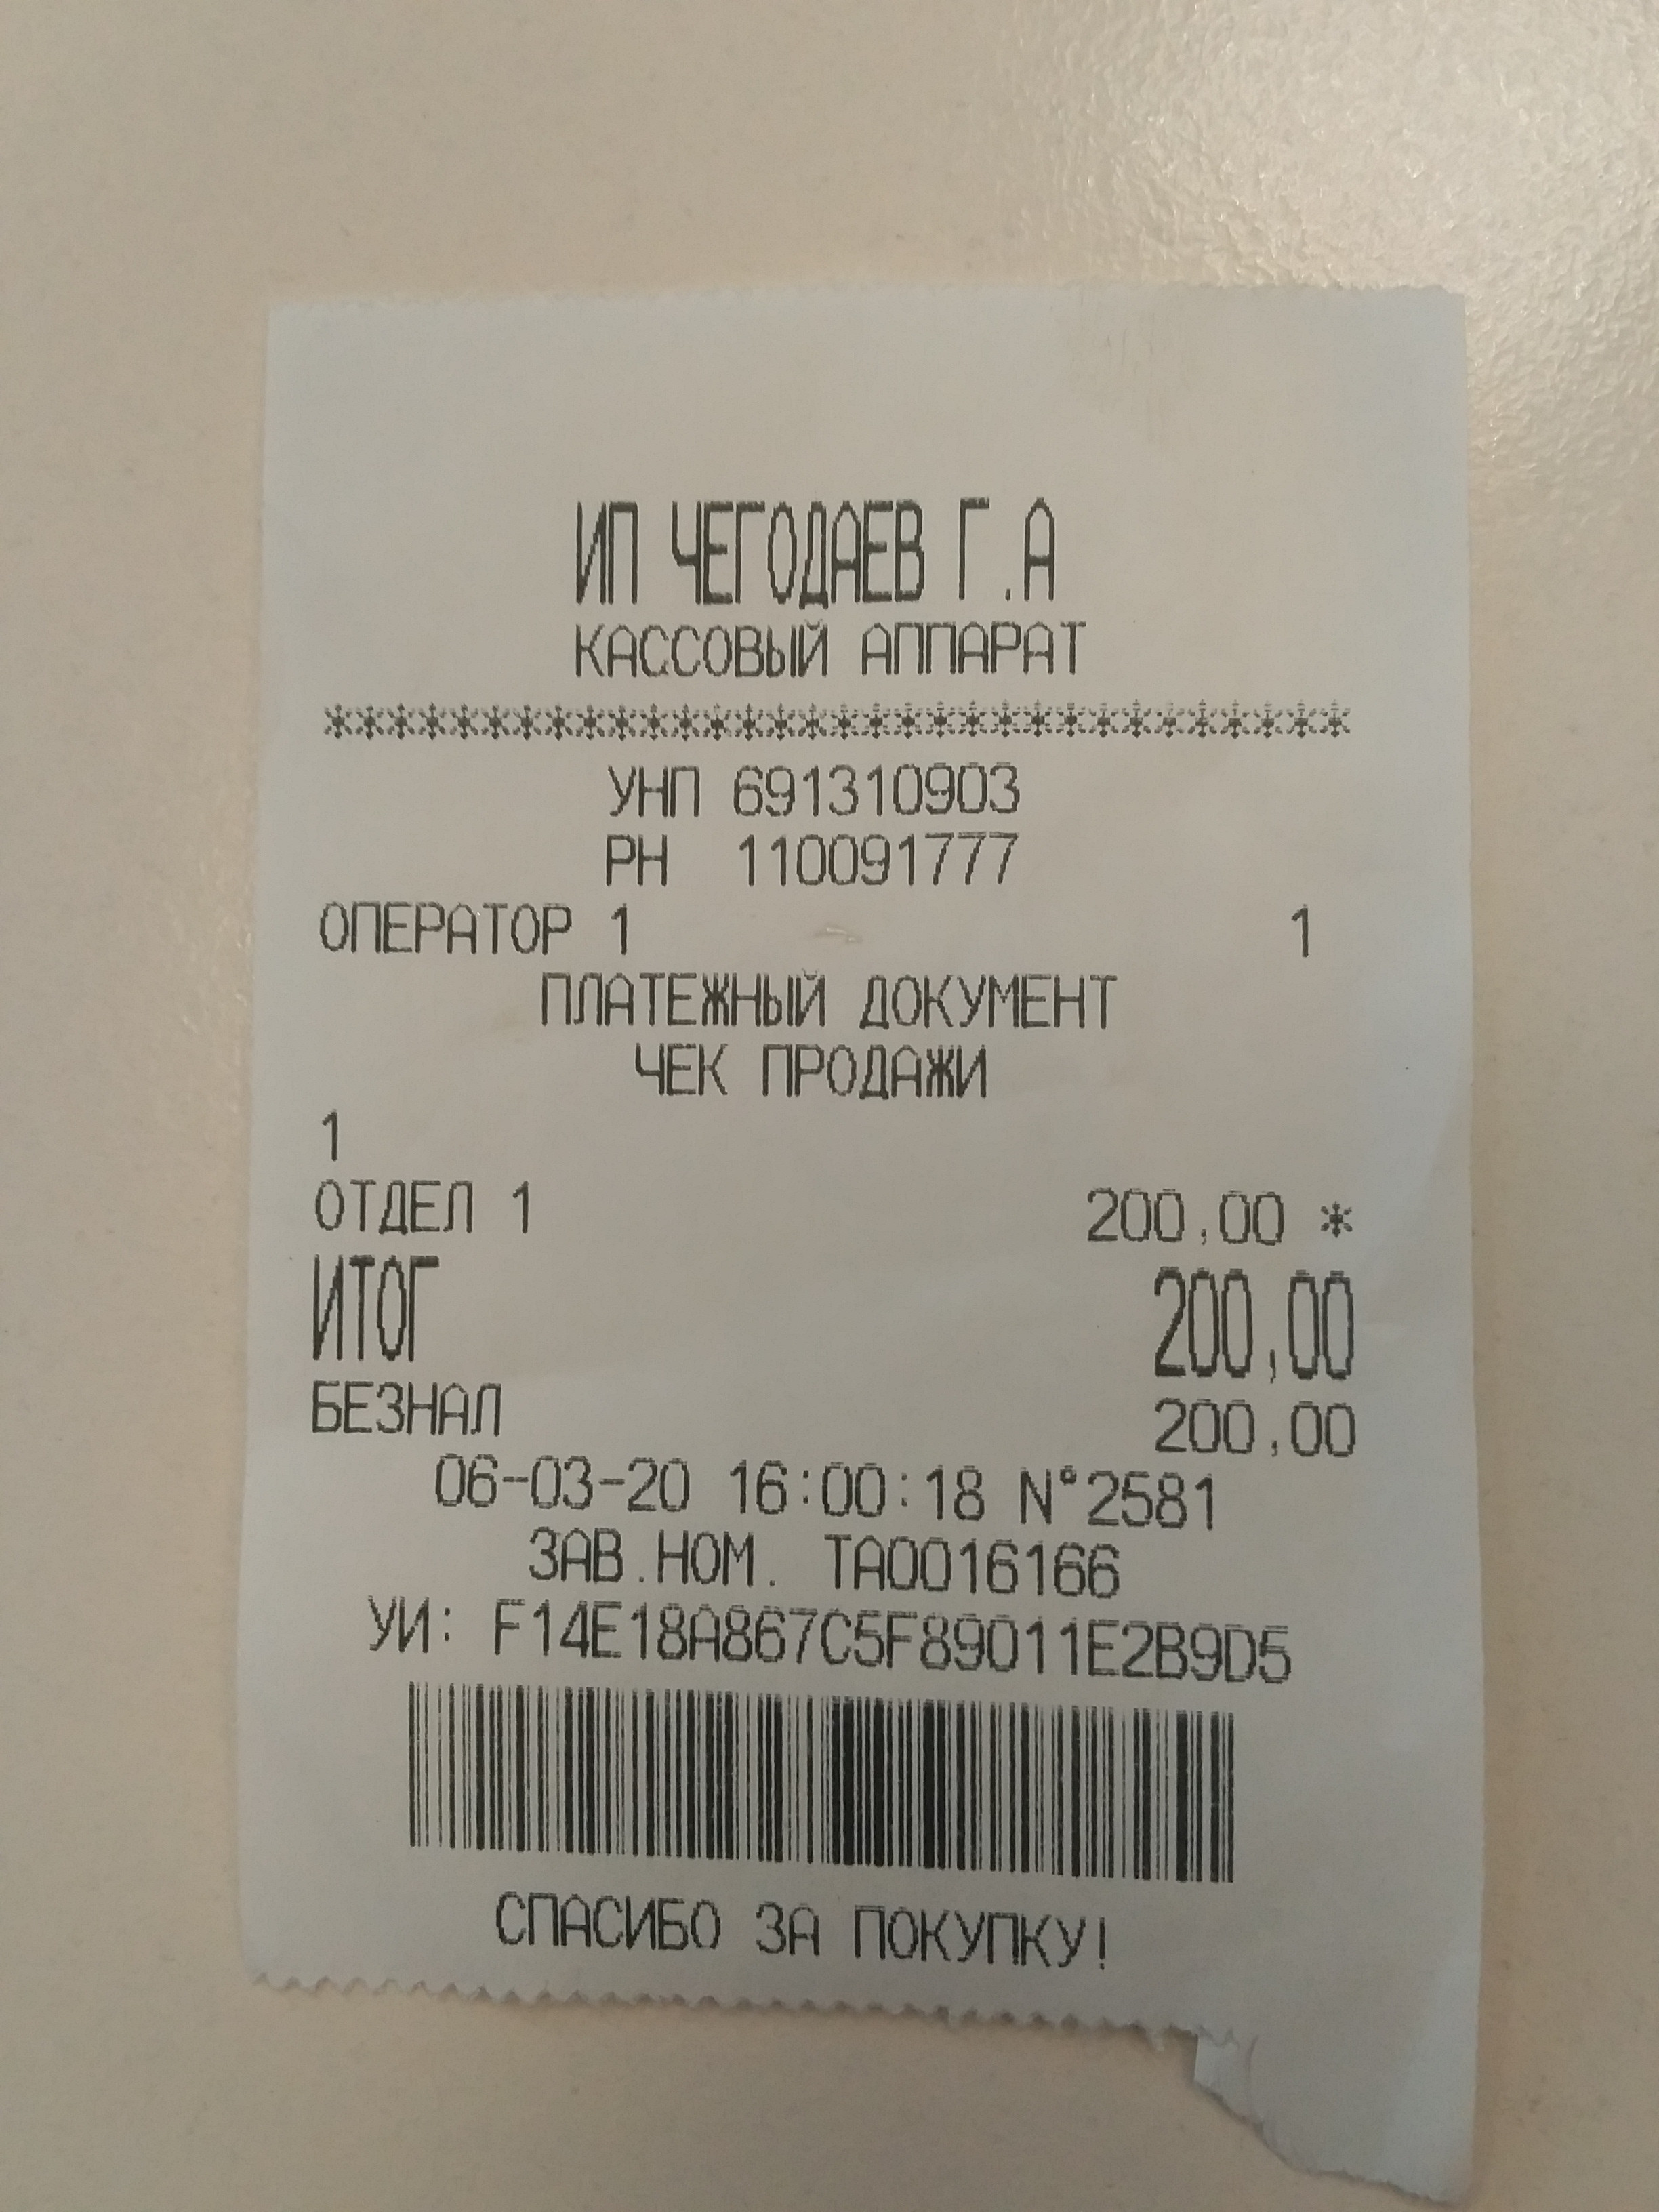 ИП ЧЕГОДАЕВ Г.А
КАССОВЫЙ АППАРАТ
********************************
УНП 691310903
РН 110091777
ОПЕРАТОР 1 1
ПЛАТЕЖНЫЙ ДОКУМЕНТ
ЧЕК ПРОДАЖИ
1
ОТДЕЛ 1 200,00 *
ИТОГ 200,00
БЕЗНАЛ 200,00
06-03-20 16:00:18 N°2581
ЗАВ.НОМ. ТА0016166
УИ: F14E18A867C5F89011E2B9D5
СПАСИБО ЗА ПОКУПКУ!